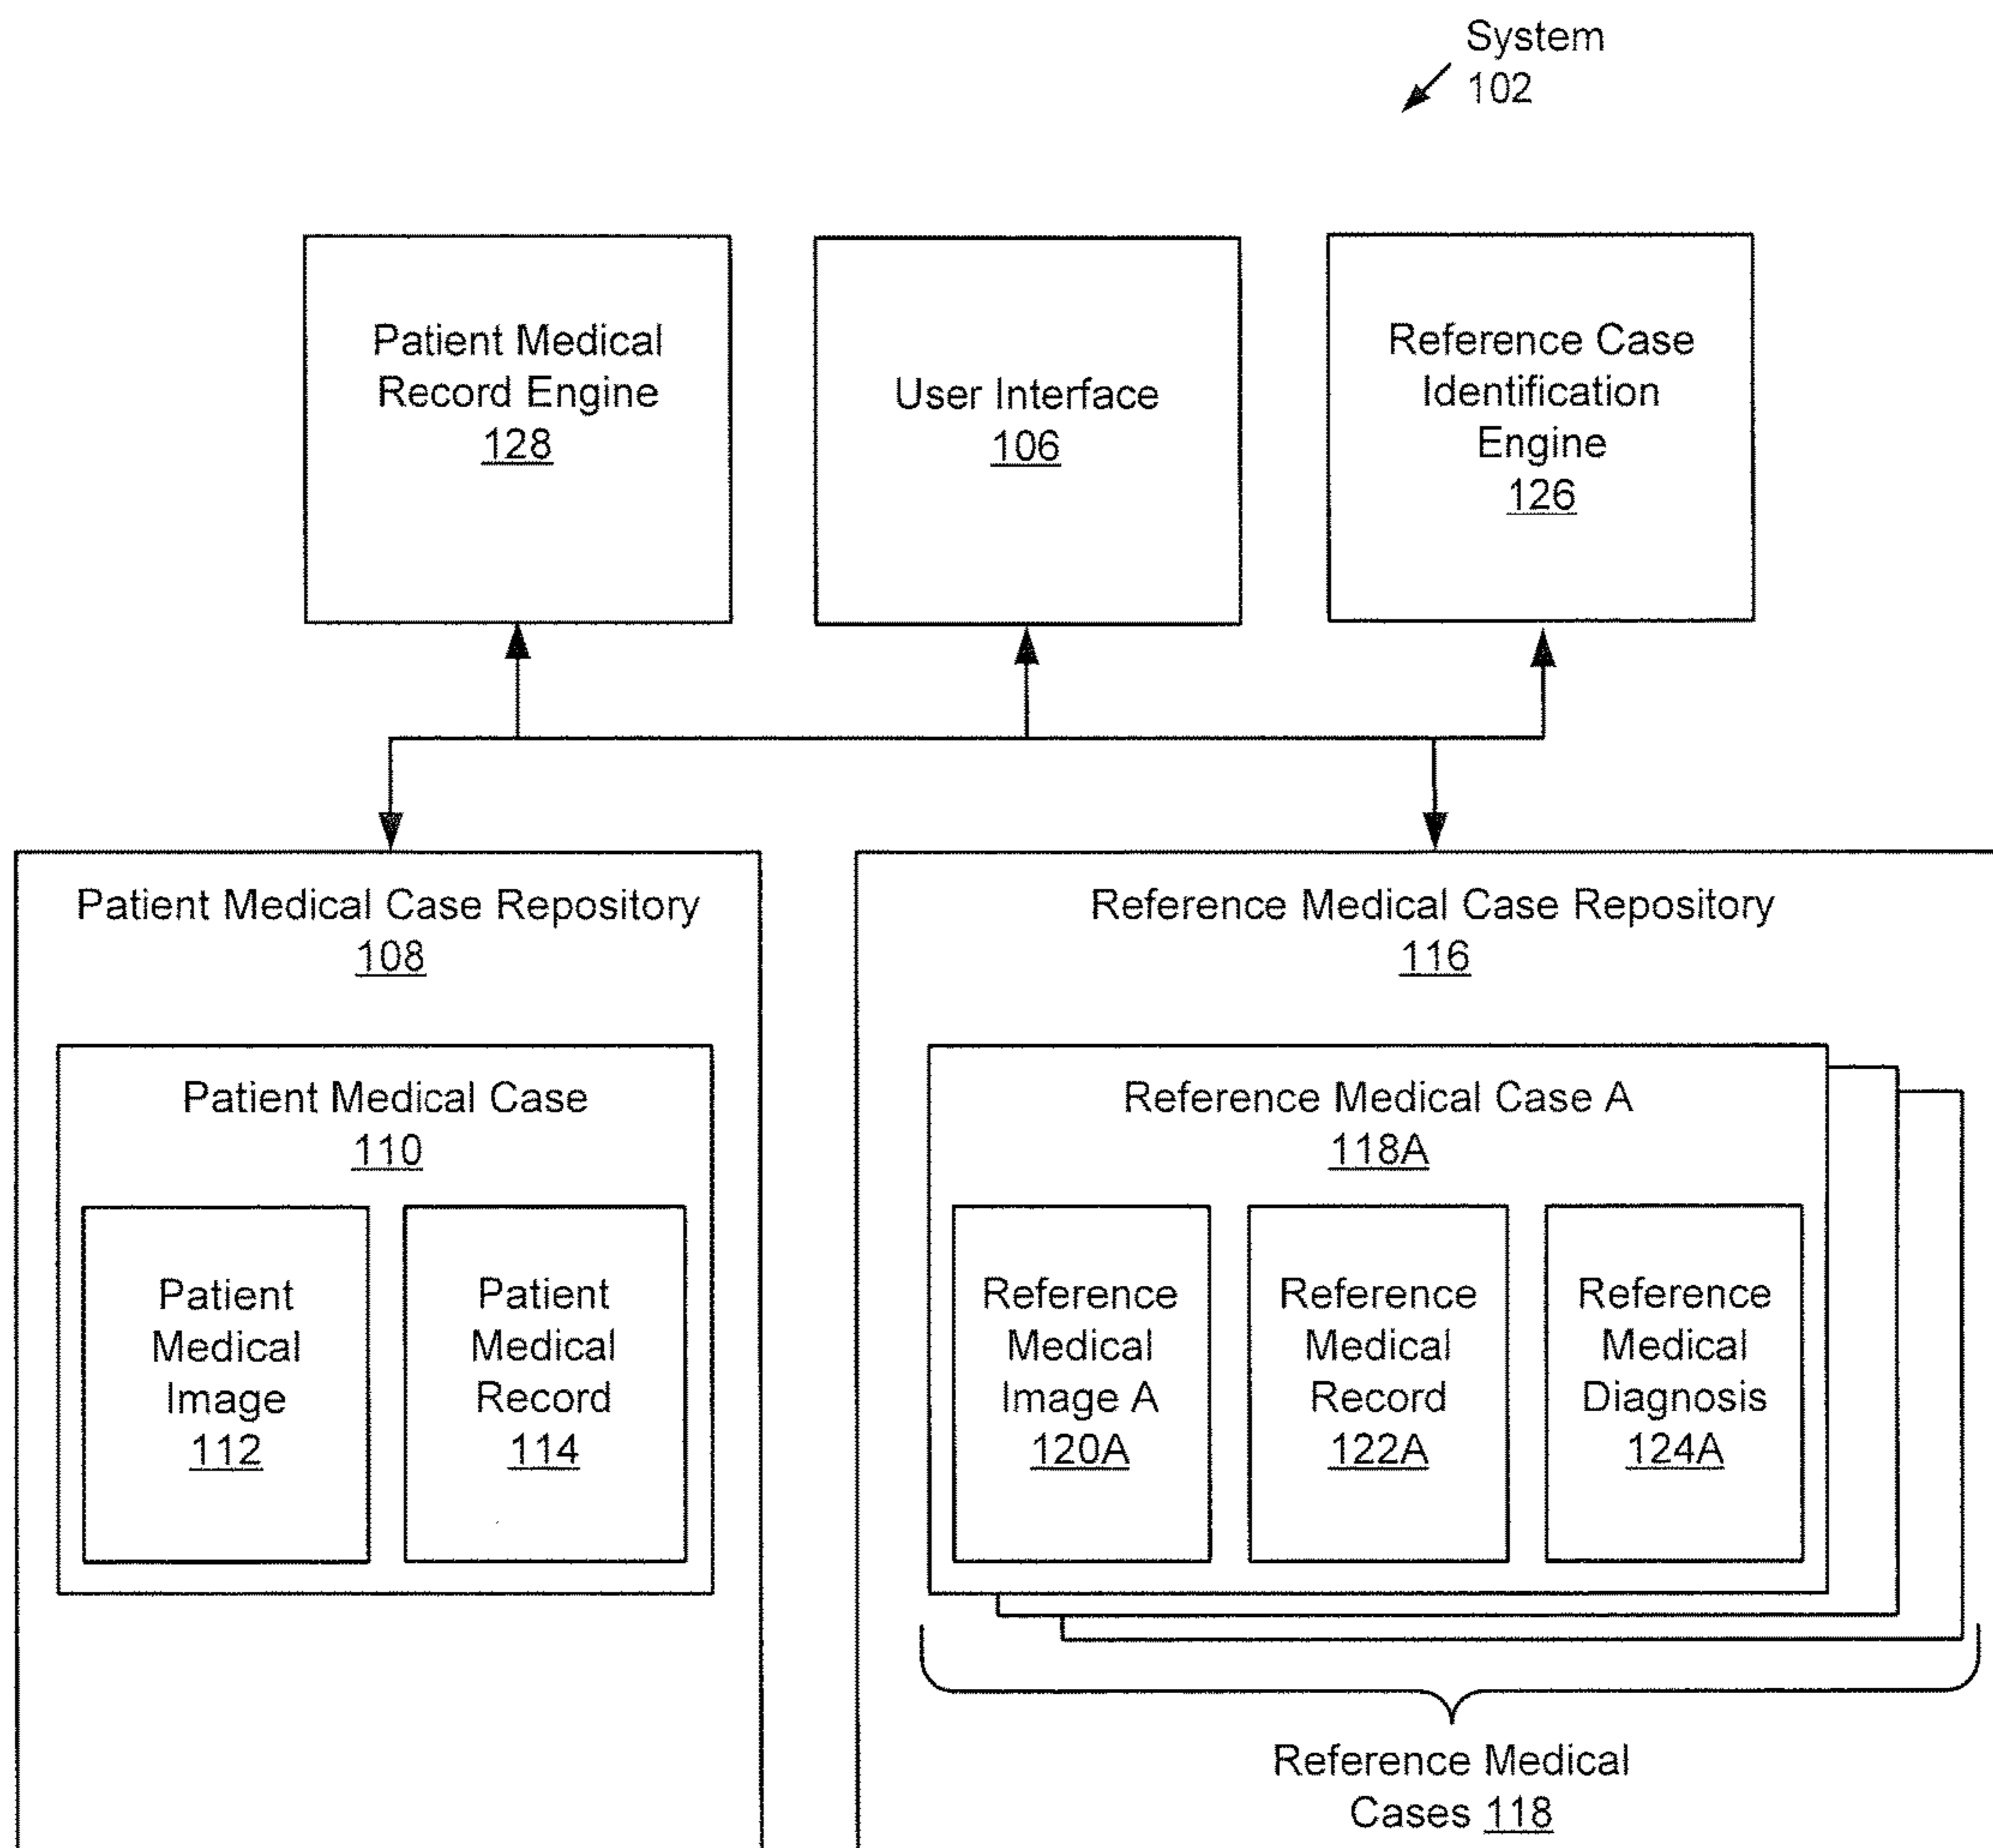 System
102
Patient Medical
Record Engine
128
User Interface
106
Reference Case
Identification
Engine
126
Patient Medical Case Repository
108
Patient Medical Case
110
Patient
Medical
Image
112
Patient
Medical
Record
114
Reference Medical Case Repository
116
Reference Medical Case A
118A
Reference
Medical
Image A
120A
Reference
Medical
Record
122A
Reference
Medical
Diagnosis
124A
Reference Medical
Cases 118